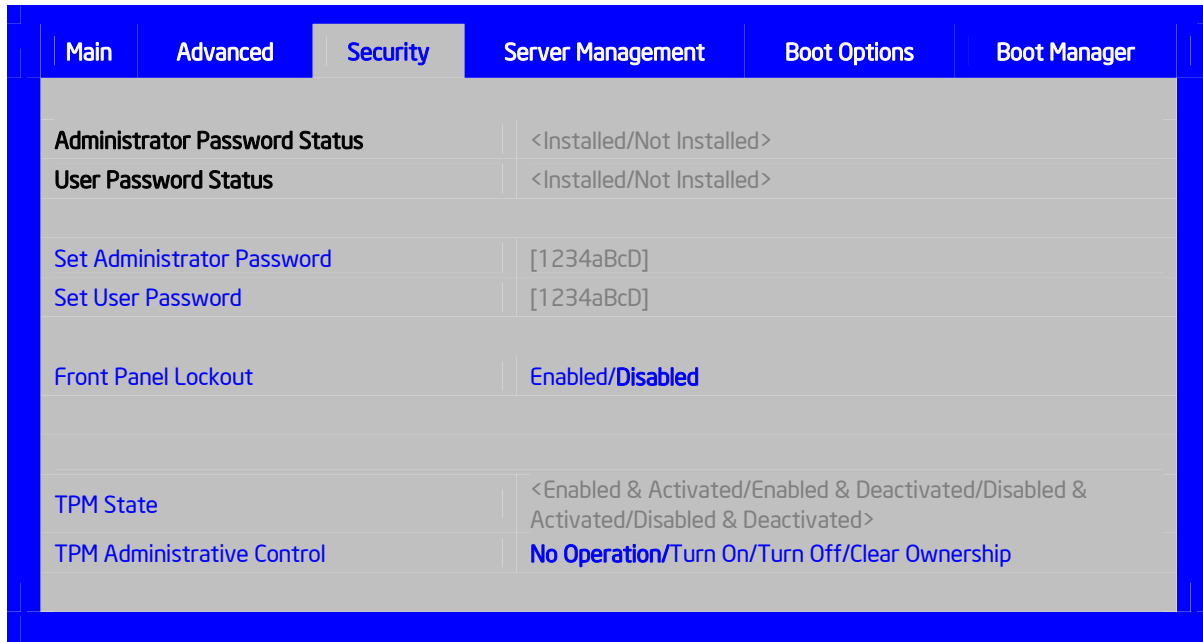 Main Advanced Security Server Management Boot Options Boot Manager
Administrator Password Status <Installed/Not Installed>
User Password Status <Installed/Not Installed>
Set Administrator Password [1234aBcD]
Set User Password [1234aBcD]
Front Panel Lockout Enabled/Disabled
TPM State <Enabled & Activated/Enabled & Deactivated/Disabled &
Activated/Disabled & Deactivated>
TPM Administrative Control No Operation/Turn On/Turn Off/Clear Ownership